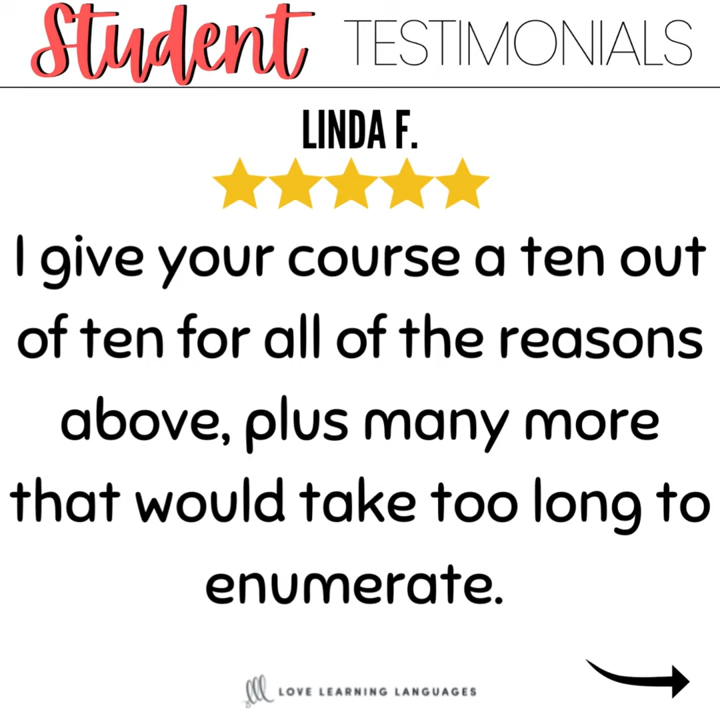 Student TESTIMONIALS
LINDA F.
I give your course a ten out
of ten for all of the reasons
above, plus many more
that would take too long to
enumerate.
lll LOVE LEARNING LANGUAGES